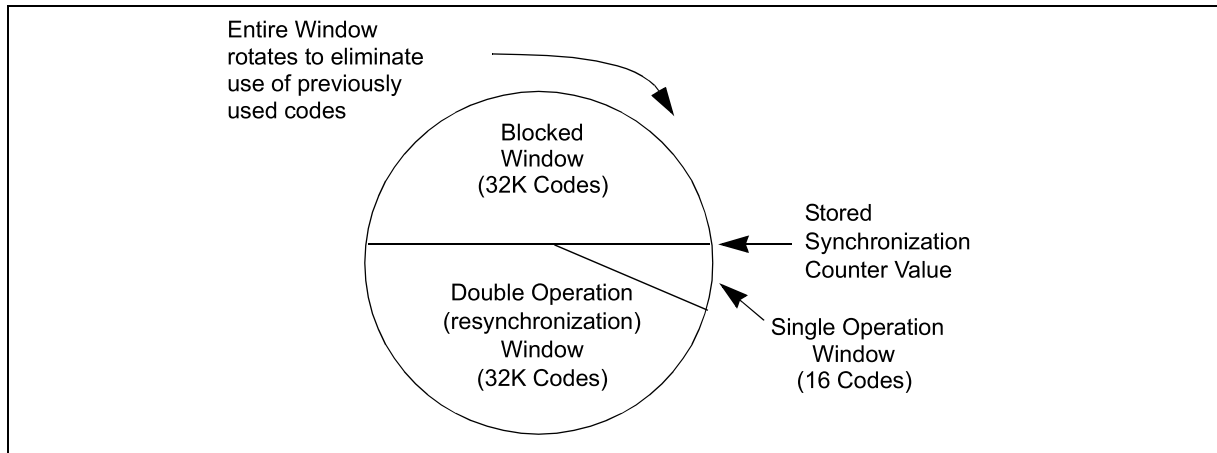 Entire Window
rotates to eliminate
use of previously
used codes
Blocked
Window
(32K Codes)
Stored
Synchronization
Counter Value
Double Operation
(resynchronization)
Window
(32K Codes)
Single Operation
Window
(16 Codes)